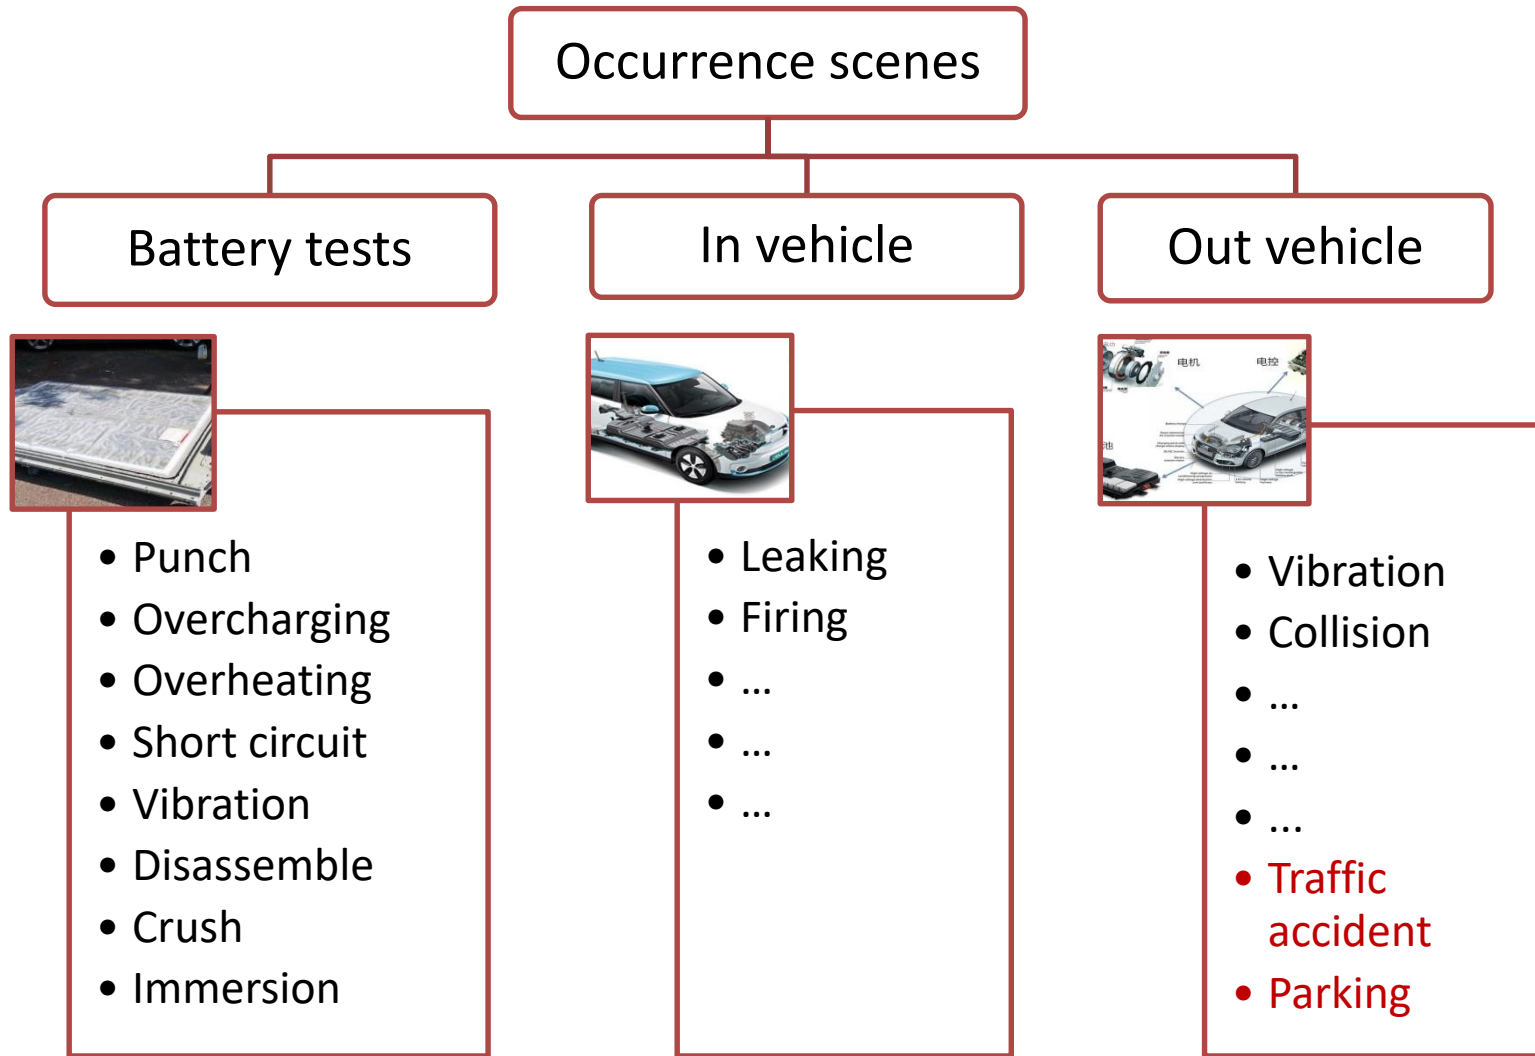 Occurrence scenes
Battery tests
In vehicle
Out vehicle
电机
电控
池
• Punch
• Overcharging
• Overheating
• Short circuit
• Vibration
• Disassemble
• Crush
• Immersion
• Leaking
• Firing
• ...
• ...
• ...
• Vibration
• Collision
• ...
• ...
• ...
• Traffic
accident
• Parking